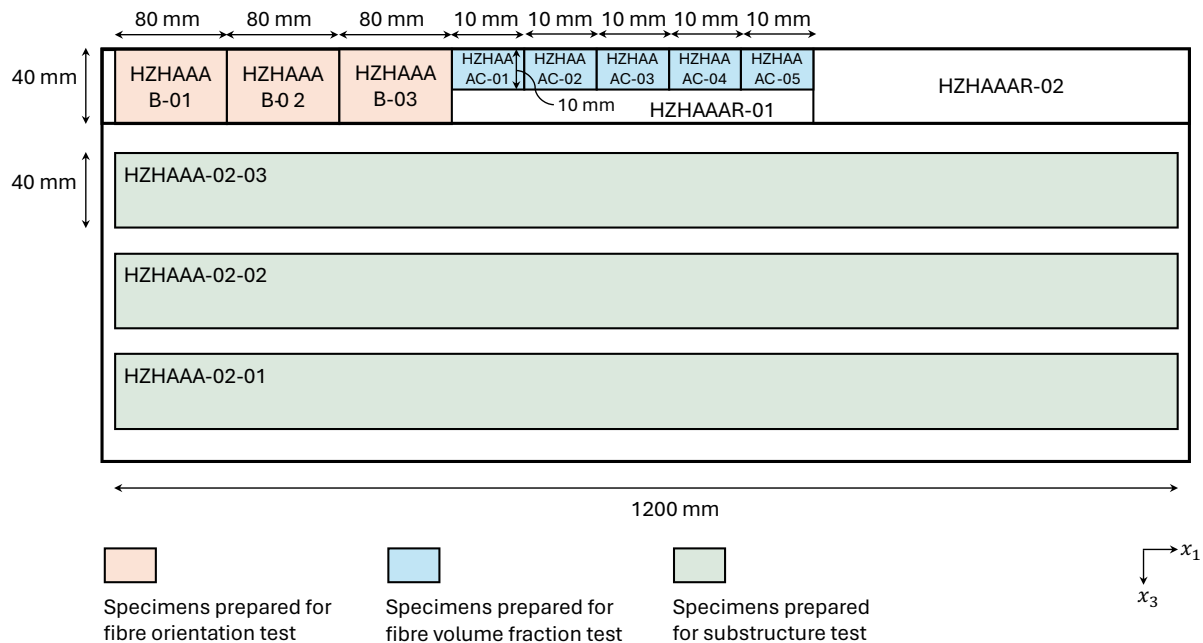 80 mm 80 mm 80 mm 10 mm 10 mm 10 mm 10 mm 10 mm
40 mm
HZHAAA
B-01
HZHAAA
B-0 2
HZHAAA
B-03
HZHAA
AC-01
HZHAA
AC-02
HZHAA
AC-03
HZHAA
AC-04
HZHAA
AC-05
10 mm
HZHAAAR-01
HZHAAAR-02
40 mm
HZHAAA-02-03
HZHAAA-02-02
HZHAAA-02-01
1200 mm
x₁
x₃
Specimens prepared for
fibre orientation test
Specimens prepared for
fibre volume fraction test
Specimens prepared
for substructure test